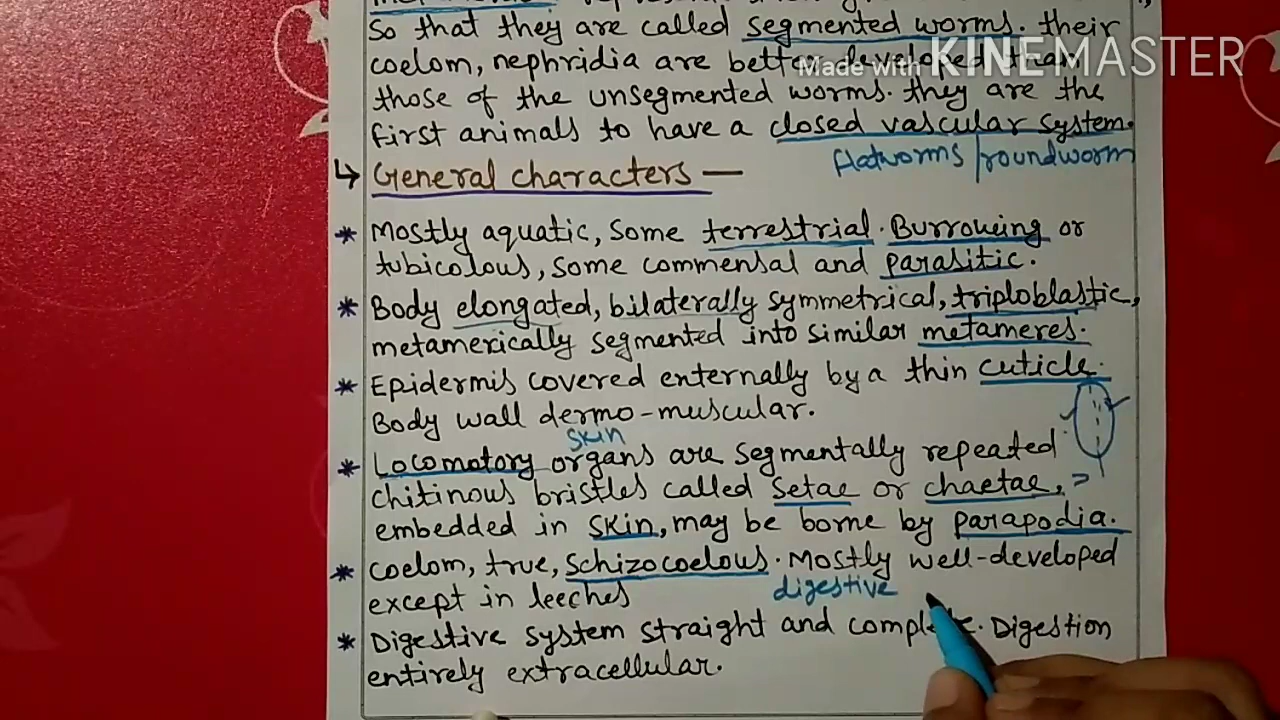 So that they are called segmented worms. their
coelom, nephridia are better developed than
Made with KINEMASTER
those of the unsegmented worms. they are the
first animals to have a closed vascular system.
flatworms / roundworm
↳ General characters —
* Mostly aquatic, some terrestrial. Burrowing or
tubicolous, some commensal and parasitic.
* Body elongated, bilaterally symmetrical, triploblastic,
metamerically segmented into similar metameres.
* Epidermis covered enternally by a thin cuticle.
Body wall dermo-muscular.
skin
* Locomotory organs are segmentally repeated
chitinous bristles called setae or chaetae,
embedded in skin, may be borne by parapodia.
* coelom, true, schizocoelous. Mostly well-developed
except in leeches
digestive
* Digestive system straight and complete. Digestion
entirely extracellular.